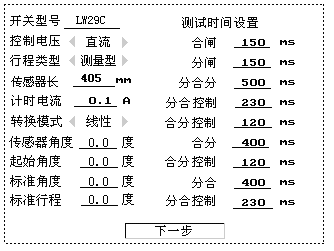 开关型号 LW29C
控制电压 直流
行程类型 测量型
传感器长 405 mm
计时电流 0.1 A
转换模式 线性
传感器角度 0.0 度
起始角度 0.0 度
标准角度 0.0 度
标准行程 0.0 度
测试时间设置
合闸 150 ms
分闸 150 ms
分合分 500 ms
分合控制 230 ms
合分控制 120 ms
合分 400 ms
合分控制 120 ms
分合 400 ms
分合控制 230 ms
下一步